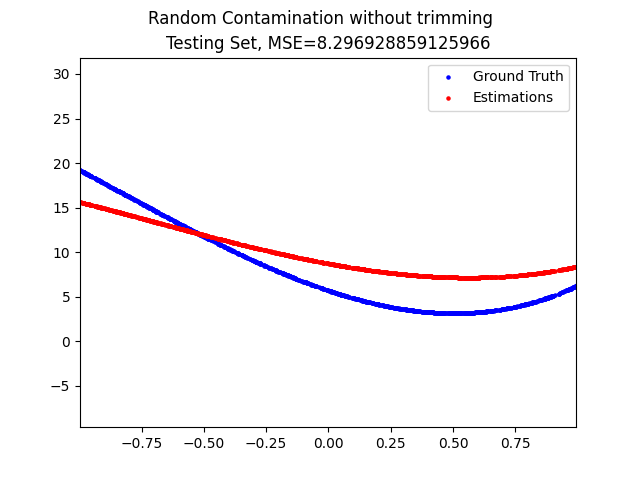 Random Contamination without trimming
Testing Set, MSE=8.296928859125966
Ground Truth
Estimations
30
25
20
15
10
5
0
−5
−0.75 −0.50 −0.25 0.00 0.25 0.50 0.75